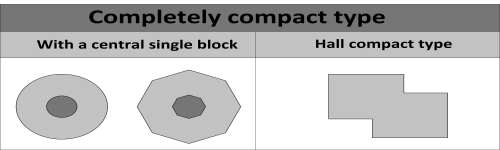 Completely compact type
With a central single block
Hall compact type